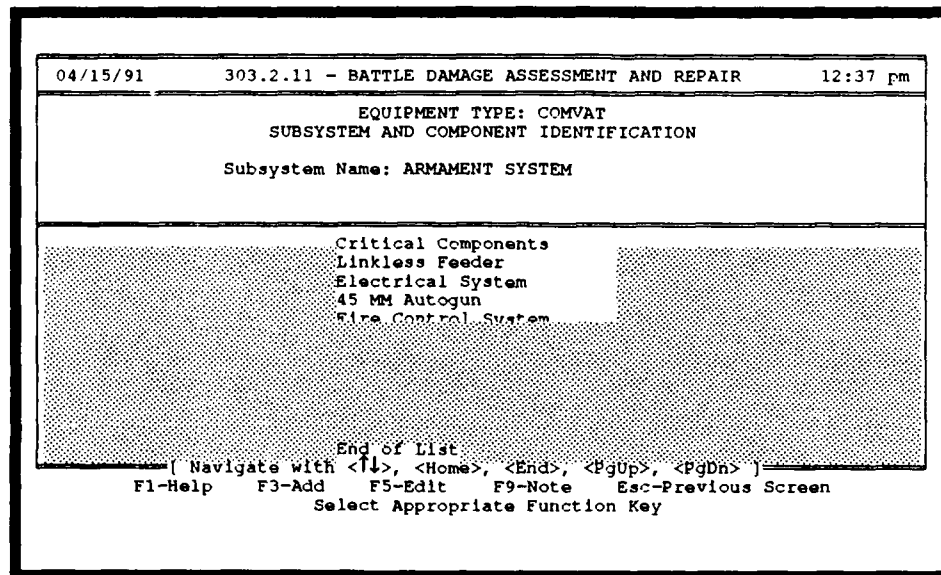 04/15/91 303.2.11 - BATTLE DAMAGE ASSESSMENT AND REPAIR 12:37 pm
EQUIPMENT TYPE: COMVAT
SUBSYSTEM AND COMPONENT IDENTIFICATION
Subsystem Name: ARMAMENT SYSTEM
Critical Components
Linkless Feeder
Electrical System
45 MM Autogun
Fire Control System
End of List
[ Navigate with <↑↓>, <Home>, <End>, <PgUp>, <PgDn> ]
F1-Help F3-Add F5-Edit F9-Note Esc-Previous Screen
Select Appropriate Function Key